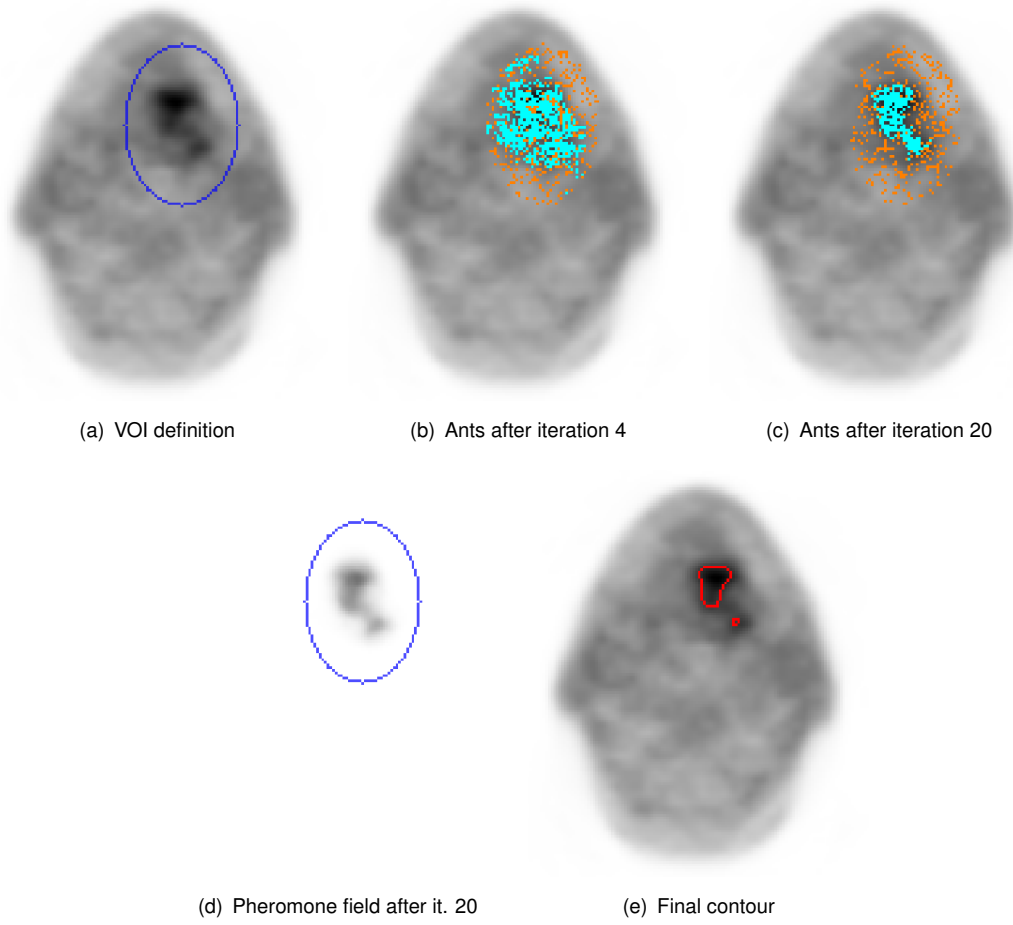 (a) VOI definition
(b) Ants after iteration 4
(c) Ants after iteration 20
(d) Pheromone field after it. 20
(e) Final contour